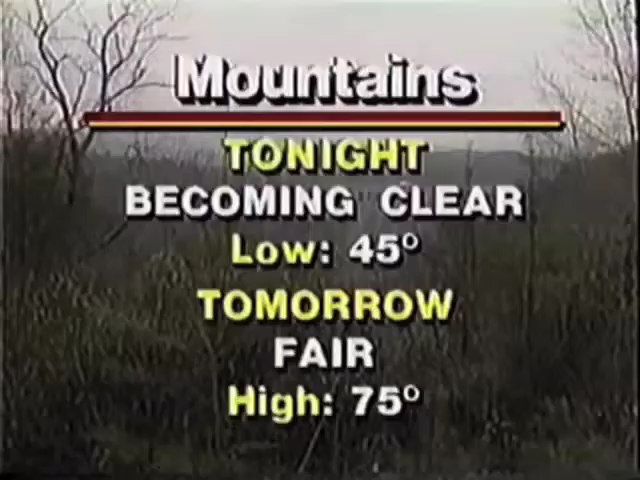 Mountains
TONIGHT
BECOMING CLEAR
Low: 45°
TOMORROW
FAIR
High: 75°